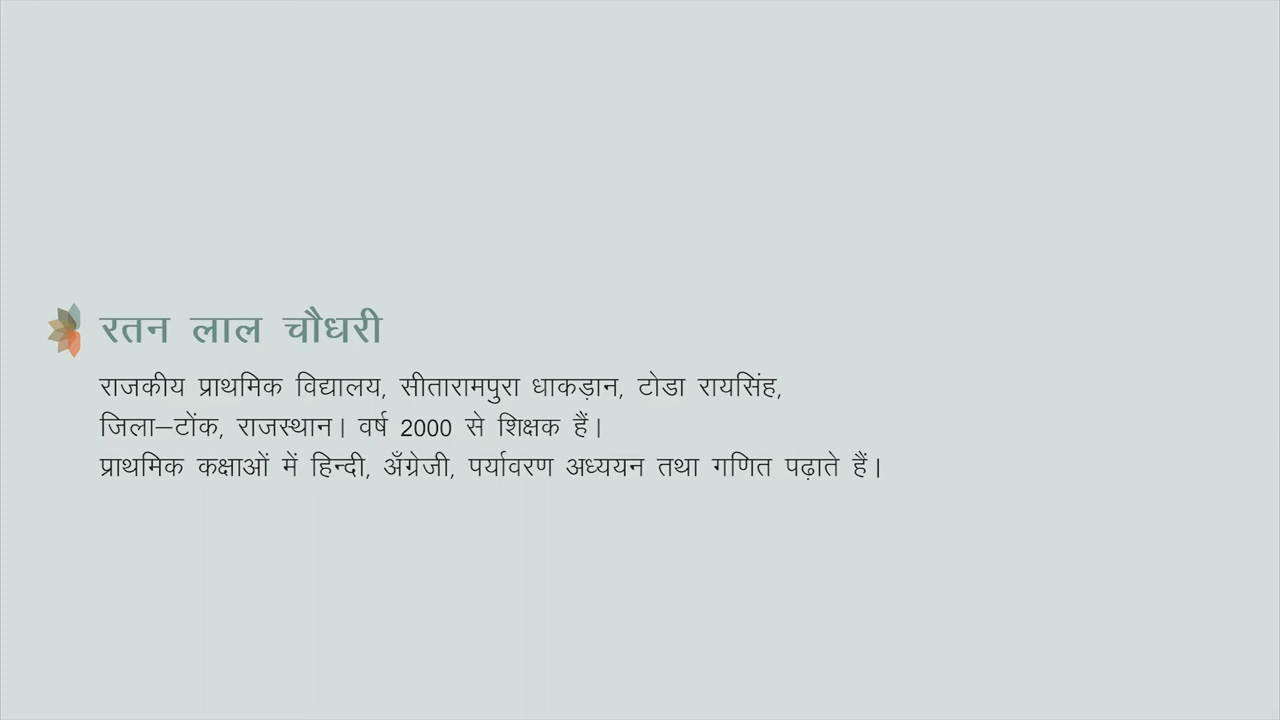 रतन लाल चौधरी
राजकीय प्राथमिक विद्यालय, सीतारामपुरा धाकड़ान, टोडा रायसिंह,
जिला–टोंक, राजस्थान। वर्ष 2000 से शिक्षक हैं।
प्राथमिक कक्षाओं में हिन्दी, अँग्रेजी, पर्यावरण अध्ययन तथा गणित पढ़ाते हैं।